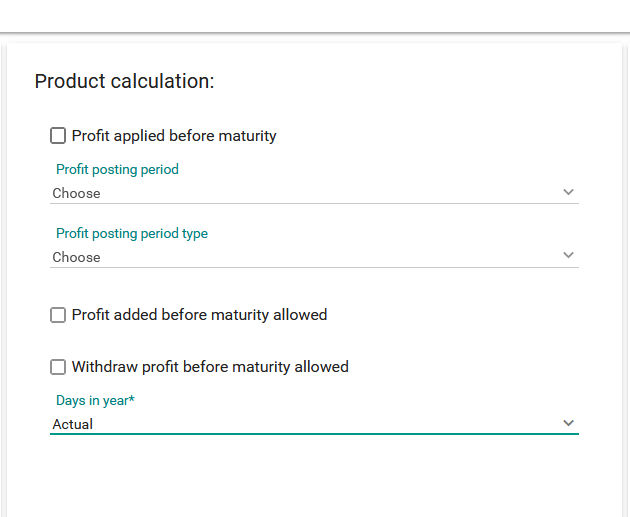 Product calculation:
Profit applied before maturity
Profit posting period
Choose
Profit posting period type
Choose
Profit added before maturity allowed
Withdraw profit before maturity allowed
Days in year*
Actual